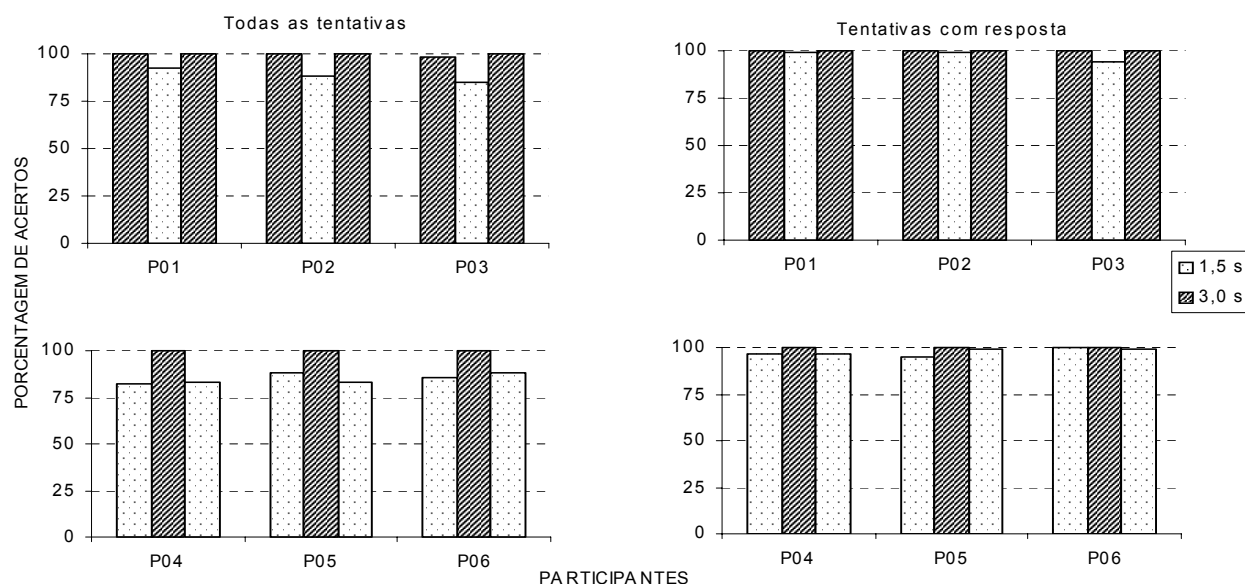 Todas as tentativas
Tentativas com resposta
PORCENTAGEM DE ACERTOS
100
75
50
25
0
P01 P02 P03
100
75
50
25
0
P01 P02 P03
1,5 s
3,0 s
100
75
50
25
0
P04 P05 P06
100
75
50
25
0
P04 P05 P06
PARTICIPANTES